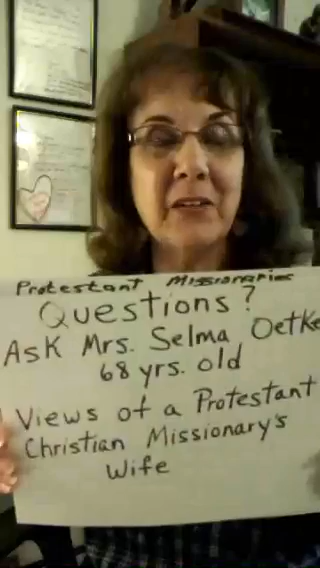 Protestant Missionaries
Questions?
Ask Mrs. Selma Oetke
68 yrs. old
Views of a Protestant
Christian Missionary's
Wife